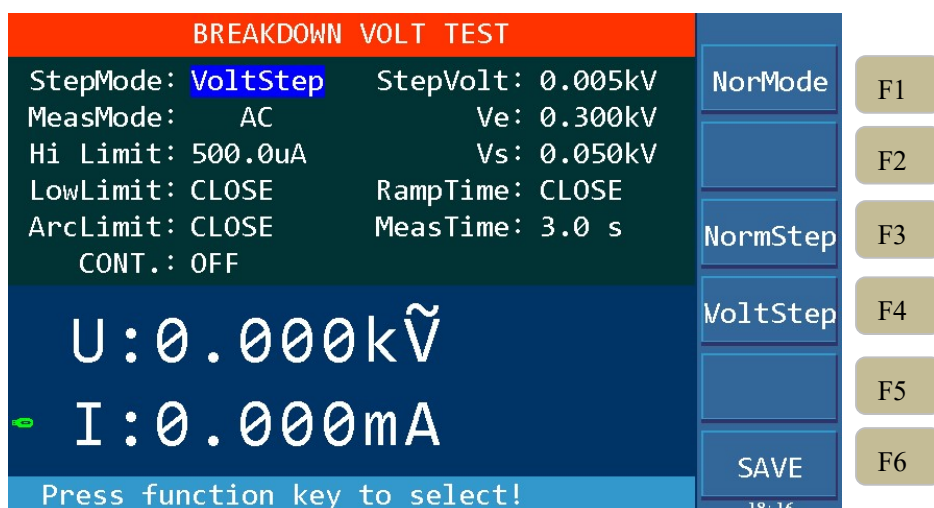 BREAKDOWN VOLT TEST
StepMode: VoltStep StepVolt: 0.005kV
MeasMode: AC Ve: 0.300kV
Hi Limit: 500.0uA Vs: 0.050kV
LowLimit: CLOSE RampTime: CLOSE
ArcLimit: CLOSE MeasTime: 3.0 s
CONT.: OFF
U:0.000kṼ
I:0.000mA
Press function key to select!
NorMode F1
F2
NormStep F3
VoltStep F4
F5
SAVE F6